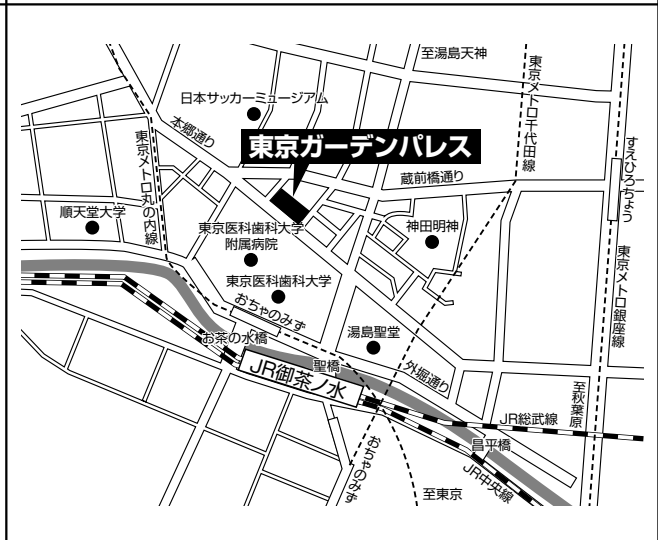 至湯島天神
日本サッカーミュージアム
東京メトロ千代田線
本郷通り
東京ガーデンパレス
すえひろちょう
東京メトロ丸の内線
蔵前橋通り
順天堂大学
東京医科歯科大学
附属病院
神田明神
東京医科歯科大学
東京メトロ銀座線
おちゃのみず
お茶の水橋
湯島聖堂
聖橋
外堀通り
JR御茶ノ水
至秋葉原
JR総武線
昌平橋
おちゃのみず
JR中央線
至東京